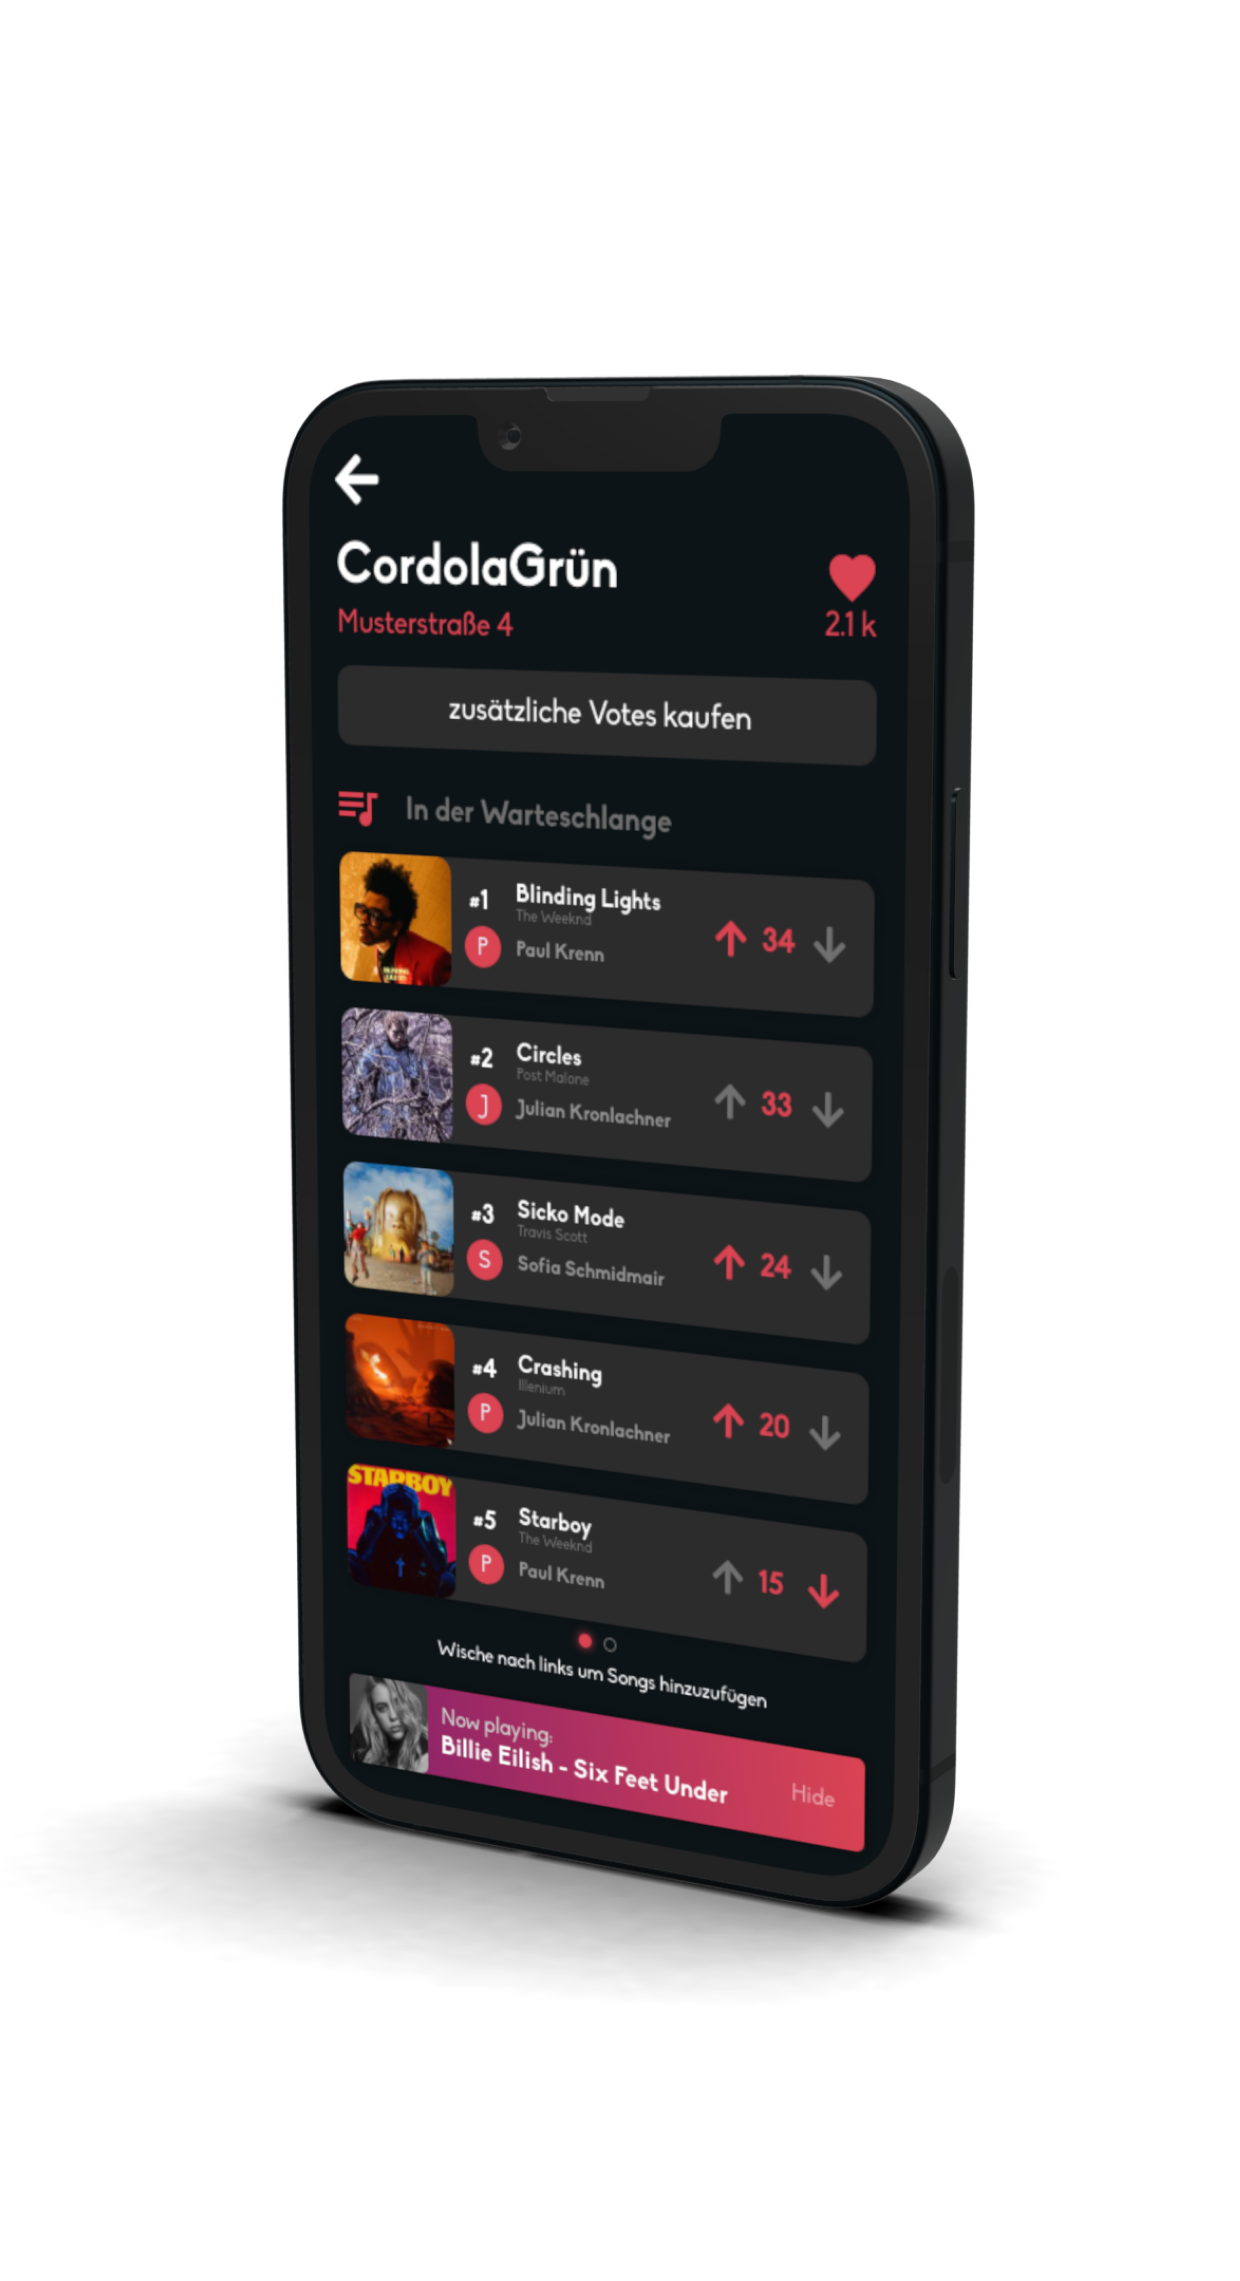 CordolaGrün
Musterstraße 4
2.1 k
zusätzliche Votes kaufen
In der Warteschlange
#1
Blinding Lights
The Weeknd
P
Paul Krenn
34
#2
Circles
Post Malone
J
Julian Kronlachner
33
#3
Sicko Mode
Travis Scott
S
Sofia Schmidmair
24
#4
Crashing
Illenium
P
Julian Kronlachner
20
STARBOY
#5
Starboy
The Weeknd
P
Paul Krenn
15
Wische nach links um Songs hinzuzufügen
Now playing:
Billie Eilish - Six Feet Under
Hide